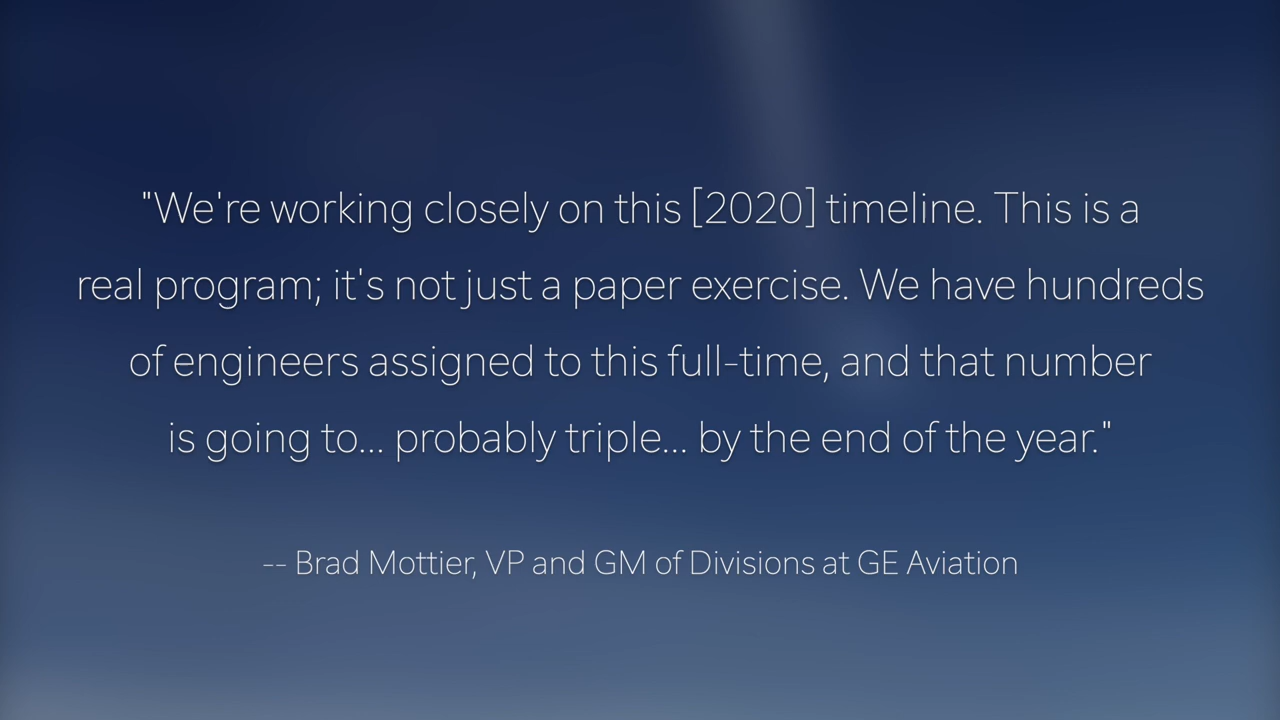 "We're working closely on this [2020] timeline. This is a
real program; it's not just a paper exercise. We have hundreds
of engineers assigned to this full-time, and that number
is going to... probably triple... by the end of the year."
-- Brad Mottier, VP and GM of Divisions at GE Aviation